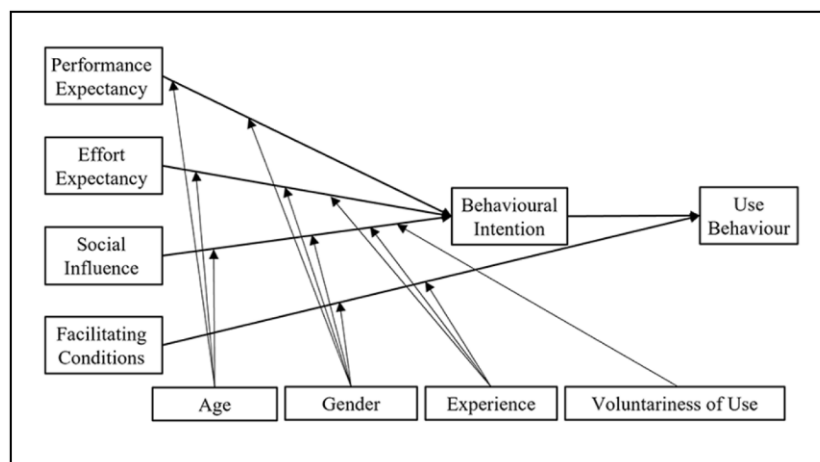 Performance
Expectancy
Effort
Expectancy
Social
Influence
Facilitating
Conditions
Behavioural
Intention
Use
Behaviour
Age
Gender
Experience
Voluntariness of Use